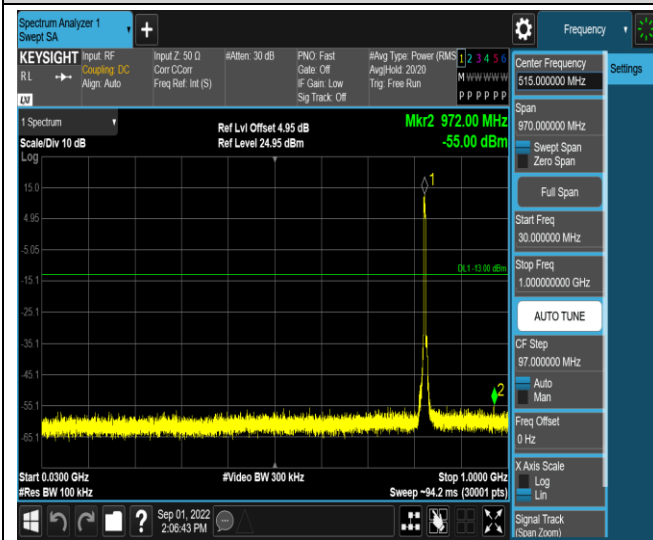 Spectrum Analyzer 1
Swept SA
+
Frequency
KEYSIGHT
RL
LXI
Input: RF
Coupling: DC
Align: Auto
Input Z: 50 Ω
Corr CCorr
Freq Ref: Int (S)
#Atten: 30 dB
PNO: Fast
Gate: Off
IF Gain: Low
Sig Track: Off
#Avg Type: Power (RMS
Avg|Hold: 20/20
Trig: Free Run
1 2 3 4 5 6
M W W W W W
P P P P P P
1 Spectrum
Scale/Div 10 dB
Log
Ref Lvl Offset 4.95 dB
Ref Level 24.95 dBm
Mkr2 972.00 MHz
-55.00 dBm
15.0
4.95
-5.05
-15.1
-25.1
-35.1
-45.1
-55.1
-65.1
1
DL1 -13.00 dBm
2
Start 0.0300 GHz
#Res BW 100 kHz
#Video BW 300 kHz
Stop 1.0000 GHz
Sweep ~94.2 ms (30001 pts)
?
Sep 01, 2022
2:06:43 PM
Center Frequency
515.000000 MHz
Settings
Span
970.000000 MHz
Swept Span
Zero Span
Full Span
Start Freq
30.000000 MHz
Stop Freq
1.000000000 GHz
AUTO TUNE
CF Step
97.000000 MHz
Auto
Man
Freq Offset
0 Hz
X Axis Scale
Log
Lin
Signal Track
(Span Zoom)